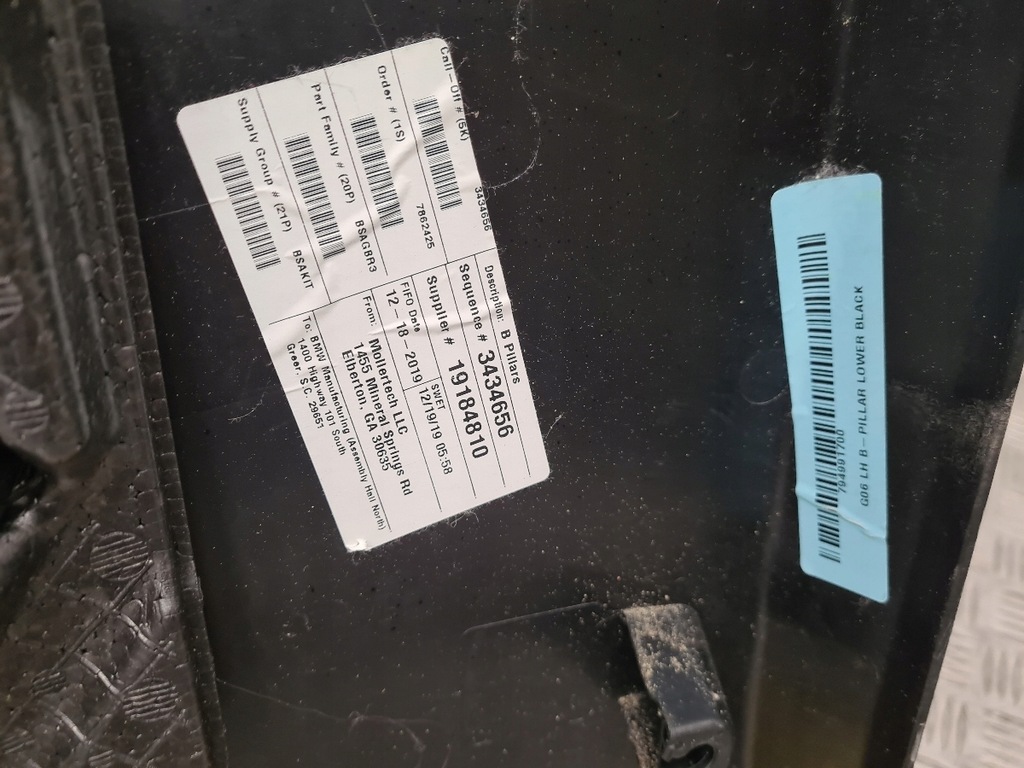 Call-Off # (5K)
3434656
Order # (1S)
7862425
Part Family # (20P)
BSAGBR3
Supply Group # (21P)
BSAKIT
Description: B Pillars
Sequence # 3434656
Supplier # 19184810
FIFO Date
12-18-2019
SWET
12/19/19 05:58
From: Mollertech LLC
1455 Mineral Springs Rd
Elberton, GA 30635
To: BMW Manufacturing (Assembly Hall North)
1400 Highway 101 South
Greer, S.C. 29651
794991700
G06 LH B-PILLAR LOWER BLACK